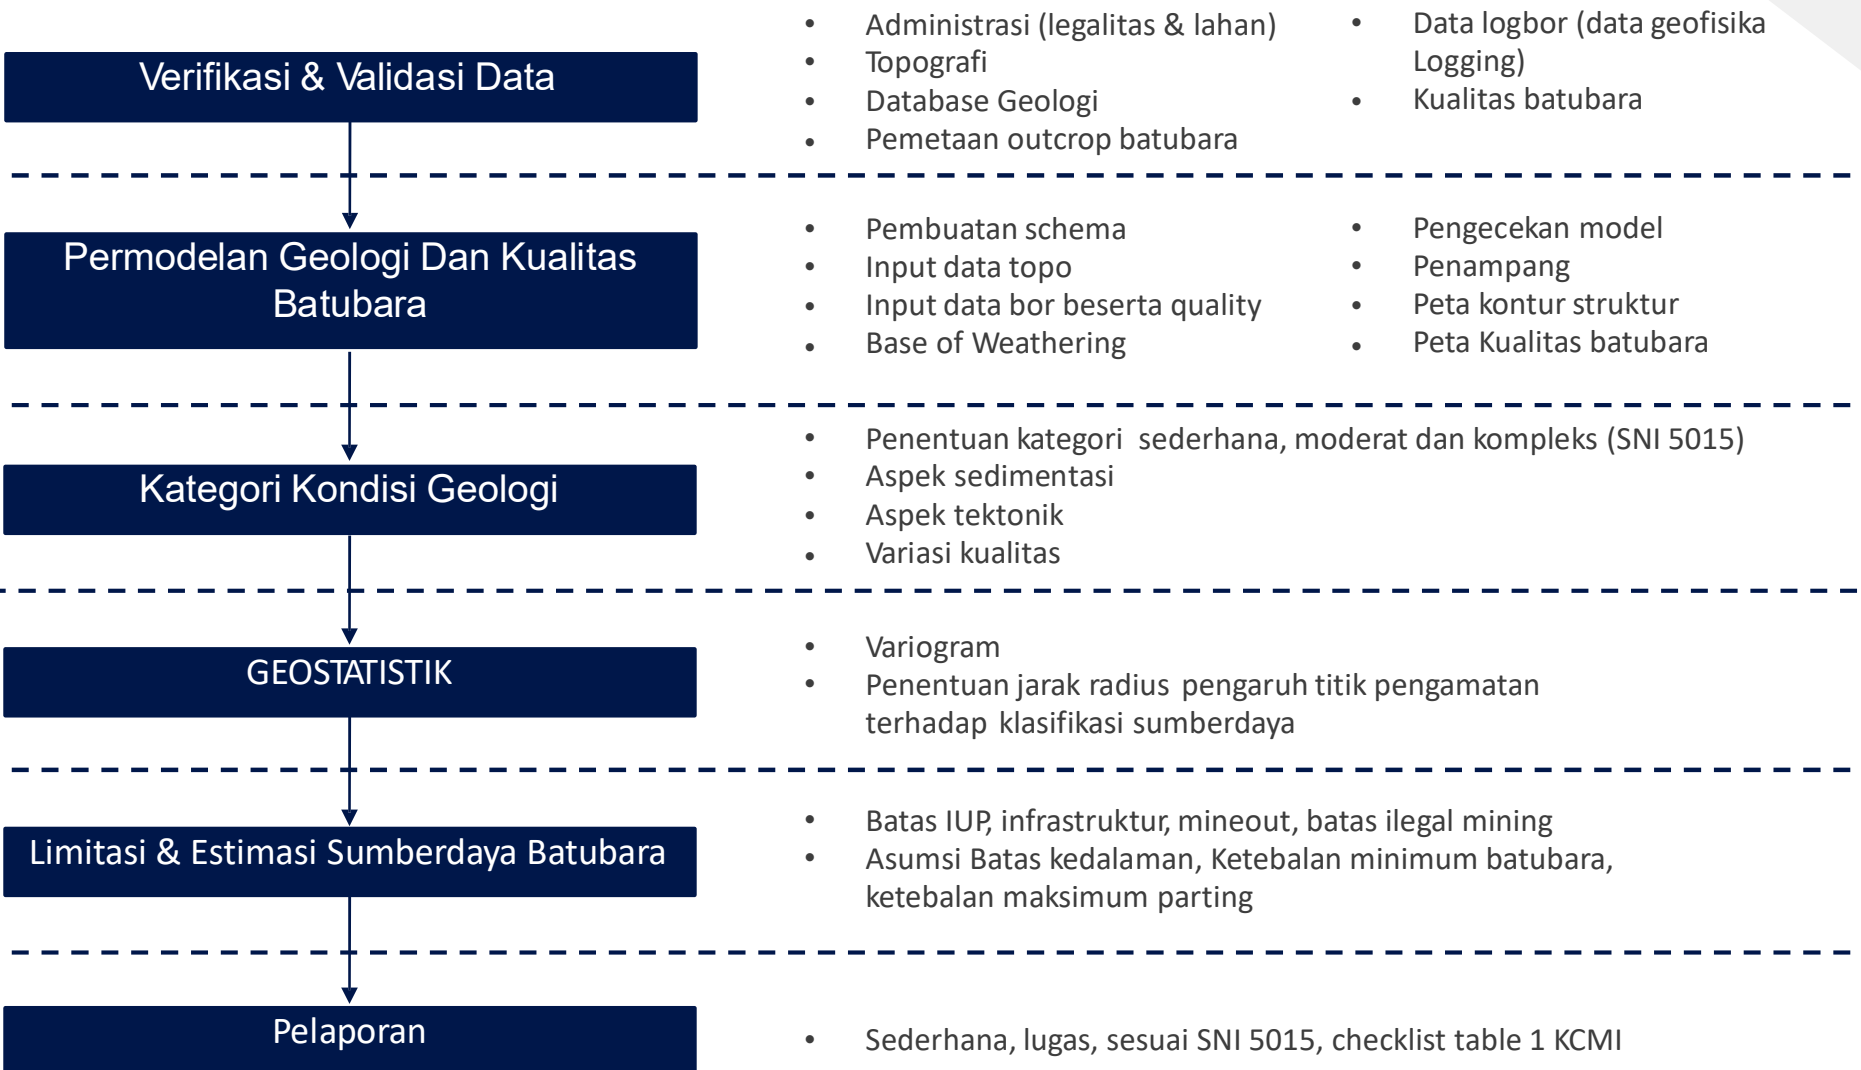 Verifikasi & Validasi Data
• Administrasi (legalitas & lahan)
• Topografi
• Database Geologi
• Pemetaan outcrop batubara
• Data logbor (data geofisika
Logging)
• Kualitas batubara
Permodelan Geologi Dan Kualitas
Batubara
• Pembuatan schema
• Input data topo
• Input data bor beserta quality
• Base of Weathering
• Pengecekan model
• Penampang
• Peta kontur struktur
• Peta Kualitas batubara
Kategori Kondisi Geologi
• Penentuan kategori sederhana, moderat dan kompleks (SNI 5015)
• Aspek sedimentasi
• Aspek tektonik
• Variasi kualitas
GEOSTATISTIK
• Variogram
• Penentuan jarak radius pengaruh titik pengamatan
terhadap klasifikasi sumberdaya
Limitasi & Estimasi Sumberdaya Batubara
• Batas IUP, infrastruktur, mineout, batas ilegal mining
• Asumsi Batas kedalaman, Ketebalan minimum batubara,
ketebalan maksimum parting
Pelaporan
• Sederhana, lugas, sesuai SNI 5015, checklist table 1 KCMI